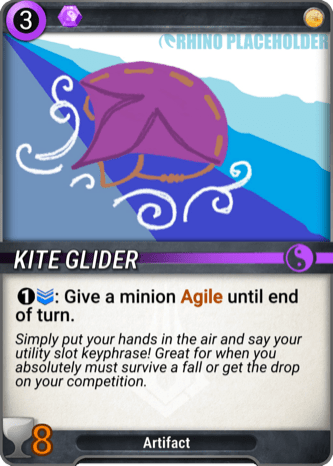 3
RHINO PLACEHOLDER
KITE GLIDER
1: Give a minion Agile until end
of turn.
Simply put your hands in the air and say your
utility slot keyphrase! Great for when you
absolutely must survive a fall or get the drop
on your competition.
8
Artifact